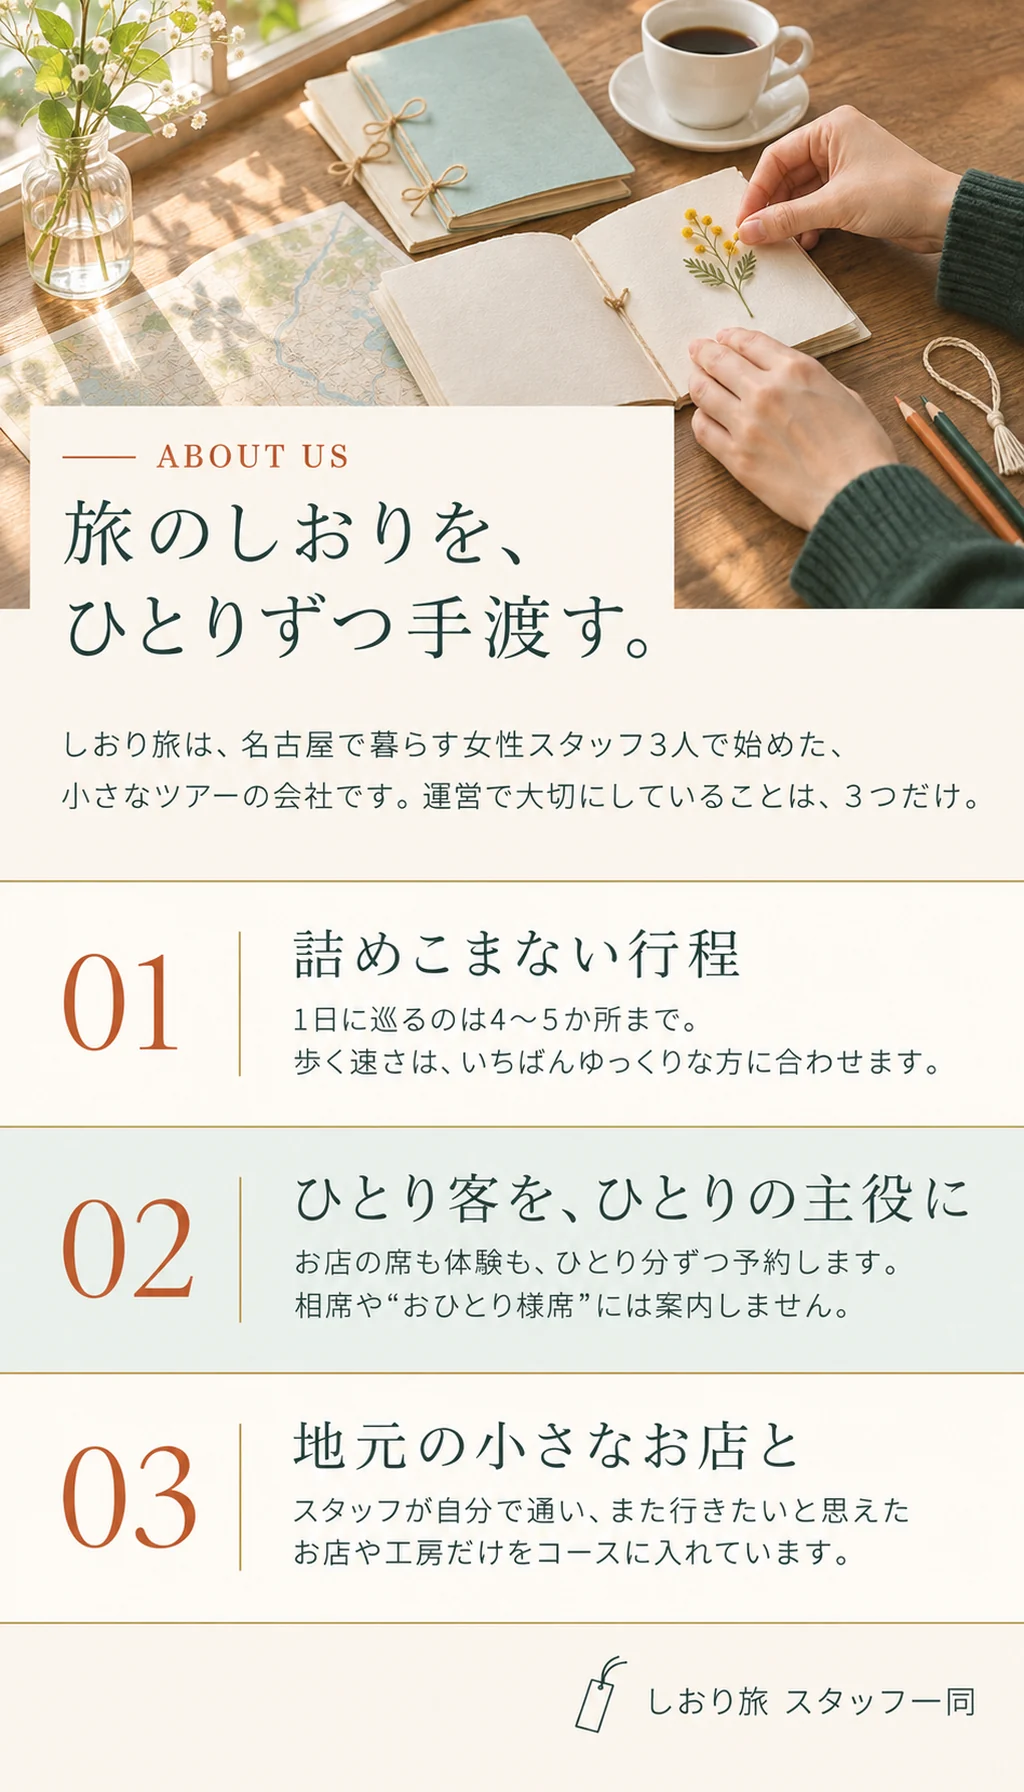 ABOUT US
旅のしおりを、
ひとりずつ手渡す。
しおり旅は、名古屋で暮らす女性スタッフ3人で始めた、
小さなツアーの会社です。運営で大切にしていることは、3つだけ。
01
詰めこまない行程
1日に巡るのは4〜5か所まで。
歩く速さは、いちばんゆっくりな方に合わせます。
02
ひとり客を、ひとりの主役に
お店の席も体験も、ひとり分ずつ予約します。
相席や“おひとり様席”には案内しません。
03
地元の小さなお店と
スタッフが自分で通い、また行きたいと思えた
お店や工房だけをコースに入れています。
しおり旅 スタッフ一同